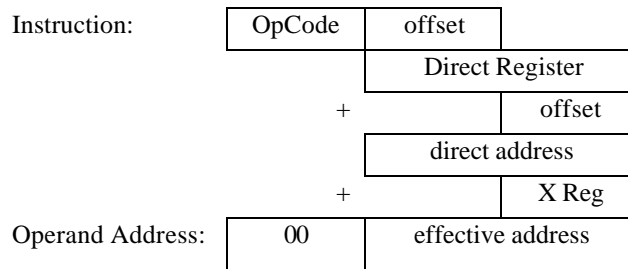 Instruction: OpCode offset
Direct Register
+ offset
direct address
+ X Reg
Operand Address: 00 effective address